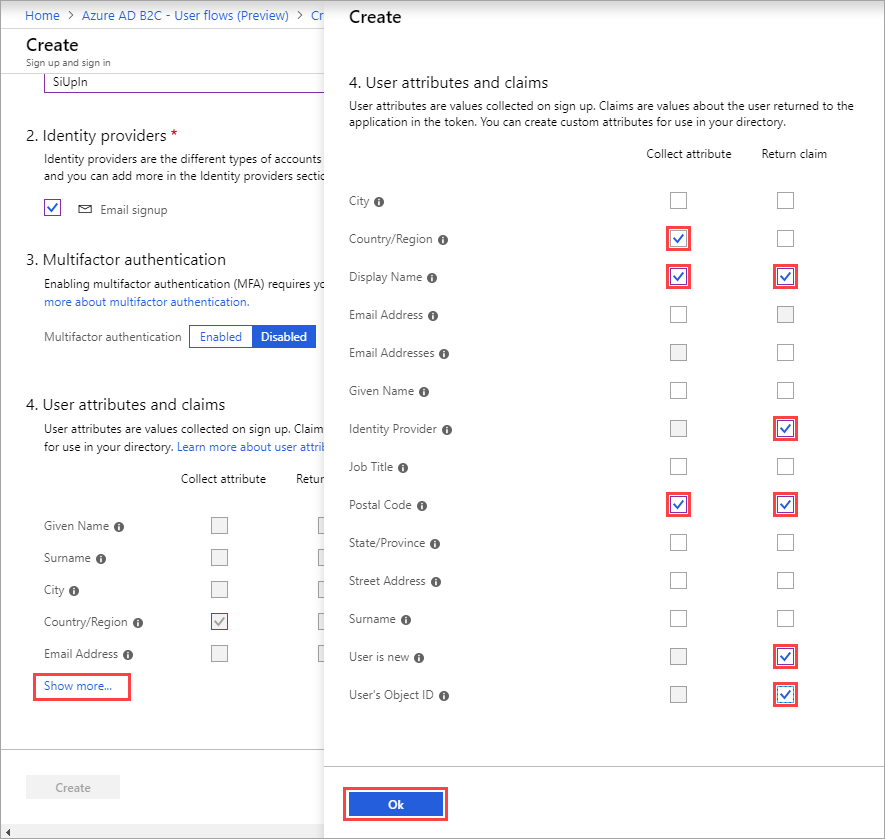 Home > Azure AD B2C - User flows (Preview) > Cr
Create
Sign up and sign in
SiUpIn
2. Identity providers *
Identity providers are the different types of accounts
and you can add more in the Identity providers sectio
Email signup
3. Multifactor authentication
Enabling multifactor authentication (MFA) requires yo
more about multifactor authentication.
Multifactor authentication Enabled Disabled
4. User attributes and claims
User attributes are values collected on sign up. Claim
for use in your directory. Learn more about user attrib
Collect attribute Retur
Given Name
Surname
City
Country/Region
Email Address
Show more...
Create
Create
4. User attributes and claims
User attributes are values collected on sign up. Claims are values about the user returned to the
application in the token. You can create custom attributes for use in your directory.
Collect attribute Return claim
City
Country/Region
Display Name
Email Address
Email Addresses
Given Name
Identity Provider
Job Title
Postal Code
State/Province
Street Address
Surname
User is new
User's Object ID
Ok